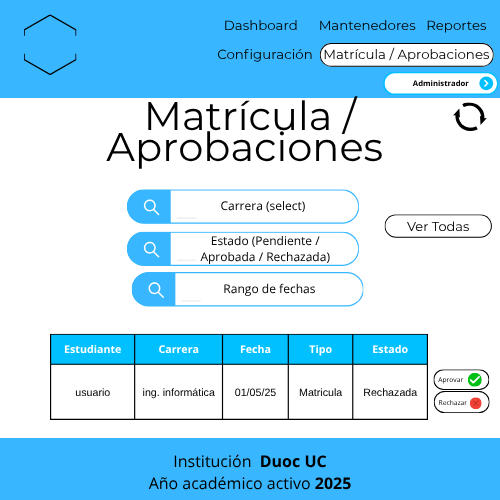 Dashboard Mantenedores Reportes
Configuración Matrícula / Aprobaciones
Administrador
Matrícula /
Aprobaciones
Carrera (select)
Ver Todas
Estado (Pendiente /
Aprobada / Rechazada)
Rango de fechas
Estudiante Carrera Fecha Tipo Estado
usuario ing. informática 01/05/25 Matricula Rechazada
Aprovar
Rechazar
Institución Duoc UC
Año académico activo 2025